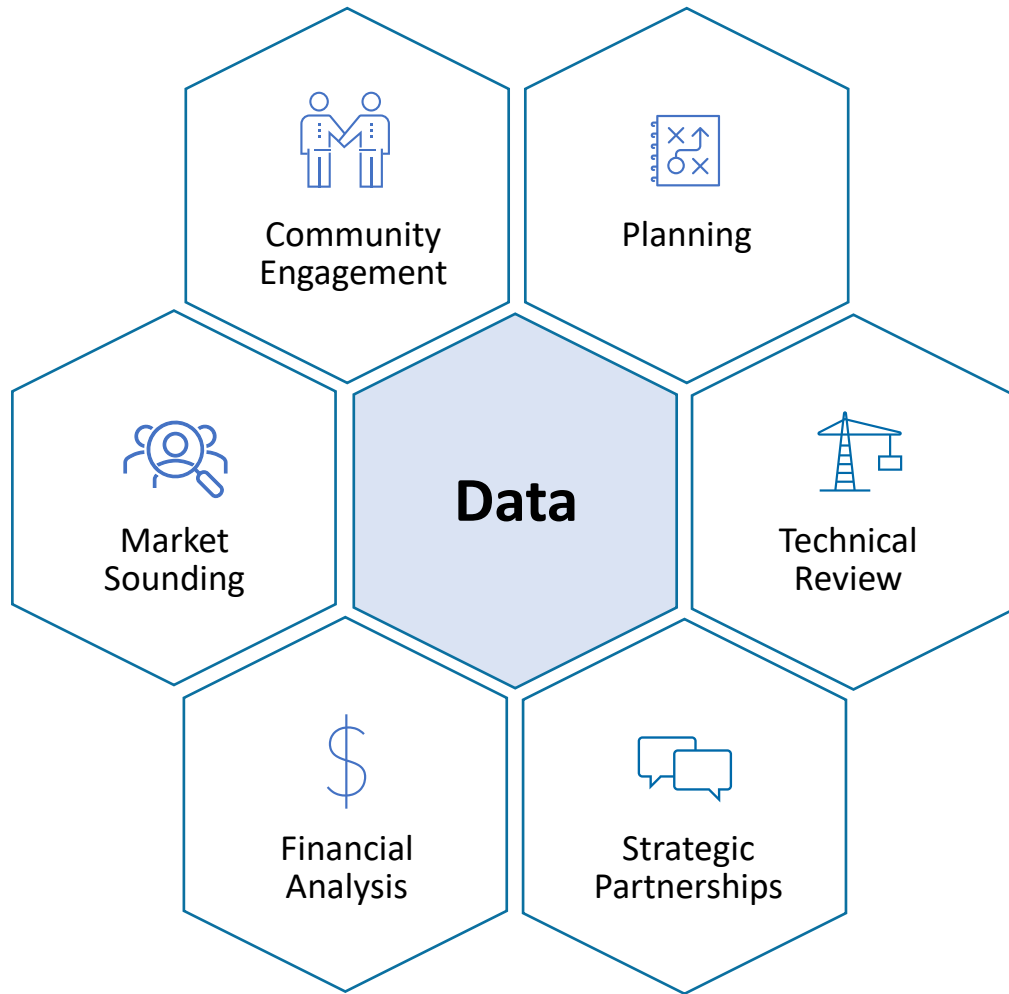 Community
Engagement
Planning
Market
Sounding
Data
Technical
Review
Financial
Analysis
Strategic
Partnerships